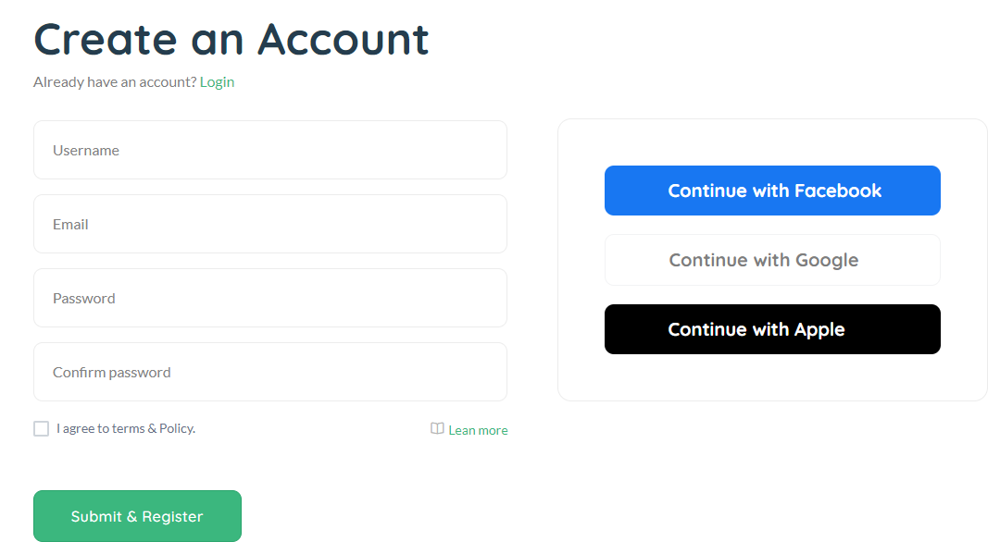 Create an Account
Already have an account? Login
Username
Email
Password
Confirm password
I agree to terms & Policy.
Lean more
Submit & Register
Continue with Facebook
Continue with Google
Continue with Apple